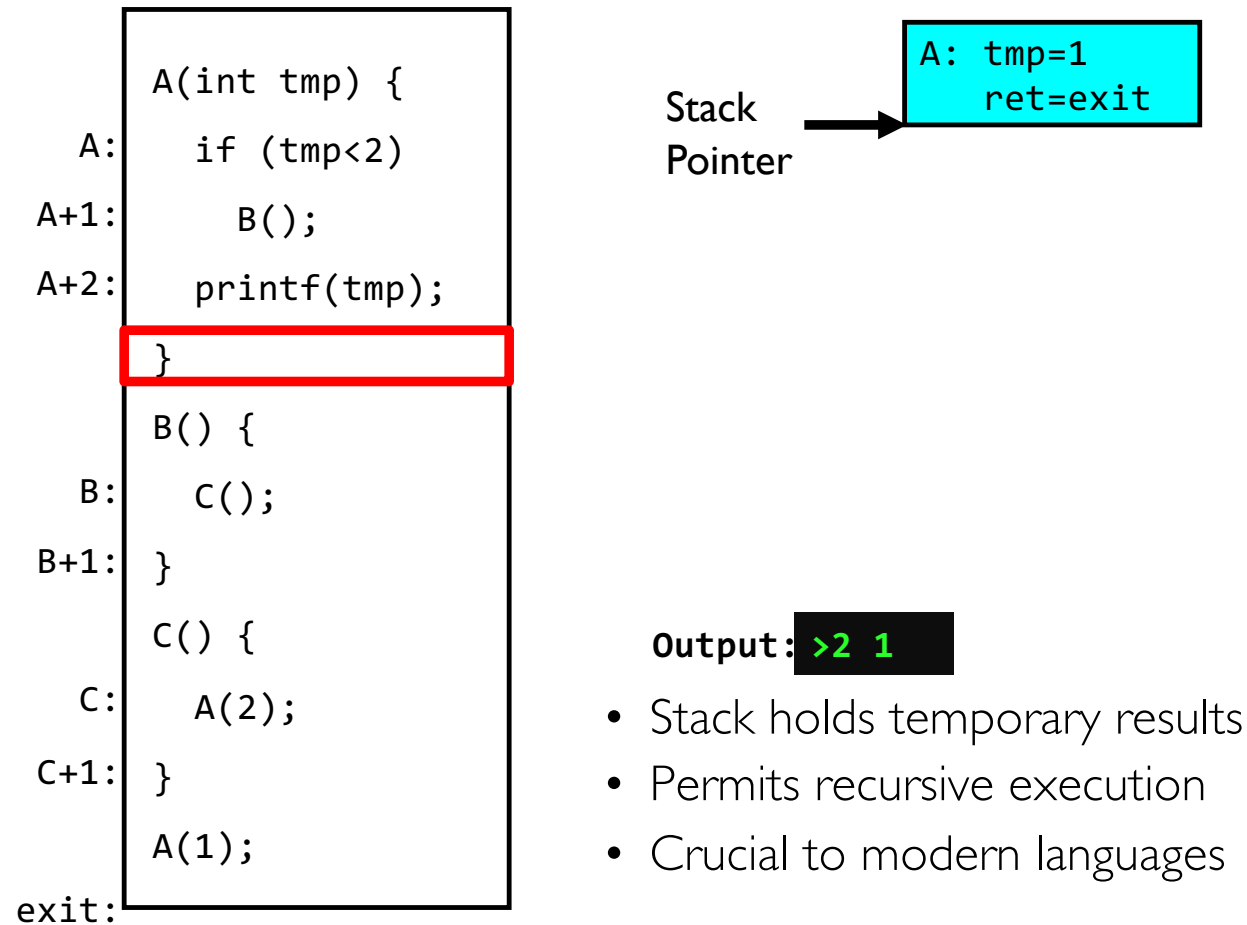 A(int tmp) {
A: if (tmp<2)
A+1: B();
A+2: printf(tmp);
}
B() {
B: C();
B+1: }
C() {
C: A(2);
C+1: }
A(1);
exit:
A: tmp=1
ret=exit
Stack
Pointer
Output: >2 1
• Stack holds temporary results
• Permits recursive execution
• Crucial to modern languages